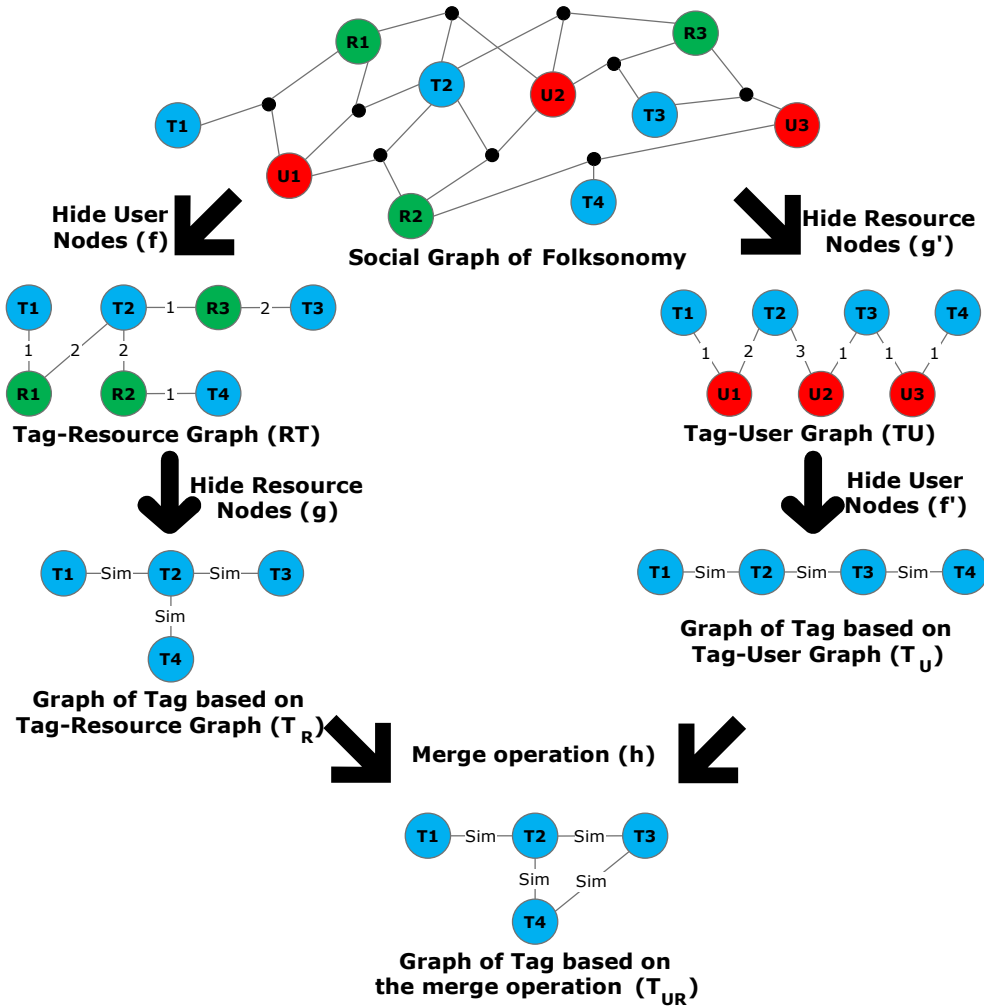 R1
R3
T2
U2
T1
T3
U3
U1
T4
R2
Hide User
Nodes (f)
Hide Resource
Nodes (g')
Social Graph of Folksonomy
T1 T2 1 R3 2 T3
1 2 2
R1 R2 1 T4
Tag-Resource Graph (RT)
T1 T2 T3 T4
1 2 3 1 1 1
U1 U2 U3
Tag-User Graph (TU)
Hide Resource
Nodes (g)
Hide User
Nodes (f')
T1 Sim T2 Sim T3
Sim
T4
Graph of Tag based on
Tag-Resource Graph (T R)
T1 Sim T2 Sim T3 Sim T4
Graph of Tag based on
Tag-User Graph (T U)
Merge operation (h)
T1 Sim T2 Sim T3
Sim Sim
T4
Graph of Tag based on
the merge operation (T UR)